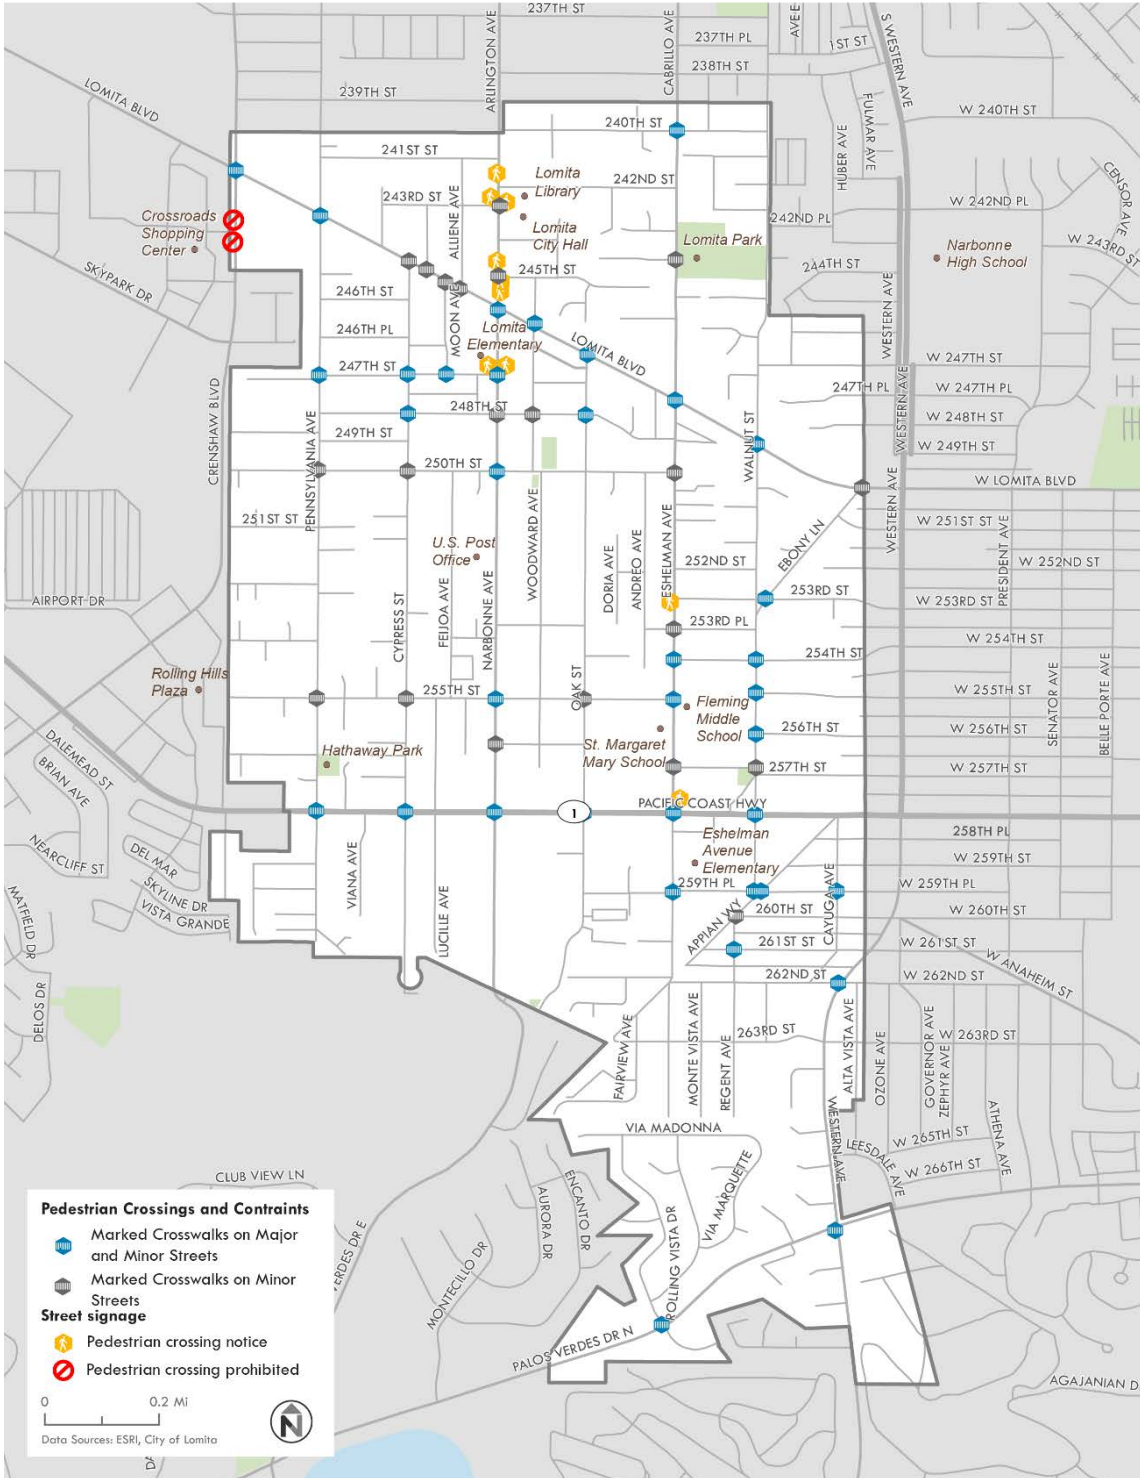 237TH ST
237TH PL
AVE E
1ST ST
S WESTERN AVE
ARLINGTON AVE
CABRILLO AVE
238TH ST
LOMITA BLVD
239TH ST
240TH ST
W 240TH ST
HUBER AVE
FULMAR AVE
241ST ST
CENSOR AVE
Lomita
Library
242ND ST
243RD ST
ALLIENE AVE
W 242ND PL
242ND PL
Crossroads
Shopping
Center
Lomita
City Hall
Lomita Park
Narbonne
High School
W 243RD ST
244TH ST
245TH ST
SKYPARK DR
246TH ST
MOON AVE
WESTERN AVE
246TH PL
Lomita
Elementary
LOMITA BLVD
247TH ST
W 247TH ST
247TH PL
W 247TH PL
CRENSHAW BLVD
248TH ST
W 248TH ST
WESTERN AVE
PENNSYLVANIA AVE
249TH ST
WALNUT ST
W 249TH ST
250TH ST
W LOMITA BLVD
WESTERN AVE
251ST ST
W 251ST ST
WOODWARD AVE
ESHELMAN AVE
EBONY LN
PRESIDENT AVE
U.S. Post
Office
DORIA AVE
ANDREO AVE
252ND ST
W 252ND ST
AIRPORT DR
CYPRESS ST
FEIJOA AVE
NARBONNE AVE
253RD ST
W 253RD ST
253RD PL
W 254TH ST
254TH ST
Rolling Hills
Plaza
OAK ST
SENATOR AVE
BELLE PORTE AVE
255TH ST
W 255TH ST
Fleming
Middle
School
256TH ST
W 256TH ST
DALEMEAD ST
BRIAN AVE
Hathaway Park
St. Margaret
Mary School
257TH ST
W 257TH ST
PACIFIC COAST HWY
1
NEARCLIFF ST
DEL MAR
Eshelman
Avenue
Elementary
258TH PL
W 259TH ST
SKYLINE DR
VISTA GRANDE
VIANA AVE
LUCILLE AVE
259TH PL
W 259TH PL
MATFIELD DR
APPIAN WY
260TH ST
CAYUGA AVE
W 260TH ST
261ST ST
W 261ST ST
W ANAHEIM ST
262ND ST
W 262ND ST
DELOS DR
FAIRVIEW AVE
MONTE VISTA AVE
REGENT AVE
263RD ST
ALTA VISTA AVE
OZONE AVE
GOVERNOR AVE
ZEPHYR AVE
W 263RD ST
ATHENA AVE
VIA MADONNA
WESTERN AVE
LEESDALE AVE
W 265TH ST
W 266TH ST
VIA MARQUETTE
CLUB VIEW LN
ENCANTO DR
AURORA DR
ROLLING VISTA DR
VERDES DR E
MONTECILLO DR
PALOS VERDES DR N
AGAJANIAN D
Pedestrian Crossings and Contraints
Marked Crosswalks on Major
and Minor Streets
Marked Crosswalks on Minor
Streets
Street signage
Pedestrian crossing notice
Pedestrian crossing prohibited
0 0.2 Mi
N
Data Sources: ESRI, City of Lomita